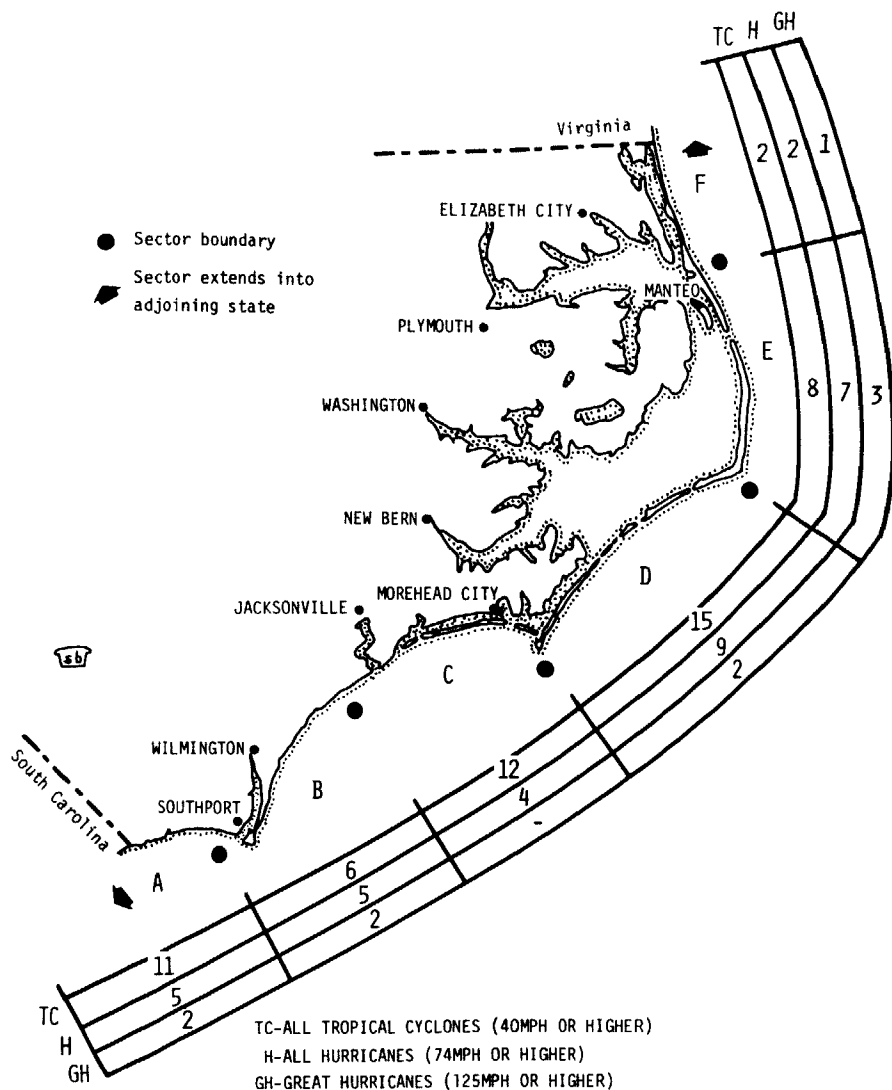 TC H GH
Virginia
2 2 1
F
ELIZABETH CITY
Sector boundary
Sector extends into
adjoining state
MANTEO
PLYMOUTH
E
8 7 3
WASHINGTON
NEW BERN
D
JACKSONVILLE
MOREHEAD CITY
15
9
2
C
sb
WILMINGTON
South Carolina
12
4
-
B
SOUTHPORT
6
5
2
A
11
5
2
TC
H
GH
TC-ALL TROPICAL CYCLONES (40MPH OR HIGHER)
H-ALL HURRICANES (74MPH OR HIGHER)
GH-GREAT HURRICANES (125MPH OR HIGHER)